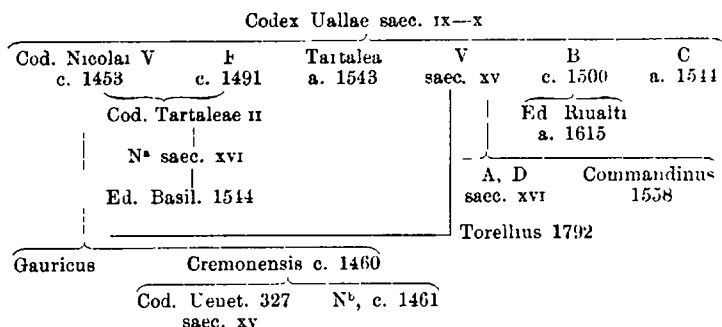 Codex Uallae saec. IX—X
Cod. Nicolai V F Tartalea V B C
c. 1453 c. 1491 a. 1543 saec. XV c. 1500 a. 1544
Cod. Tartaleae II Ed Riualti
a. 1615
Nª saec. XVI
A, D Commandinus
Ed. Basil. 1544 saec. XVI 1558
Torellius 1792
Gauricus Cremonensis c. 1460
Cod. Ueuet. 327 Nᵇ, c. 1461
saec. XV